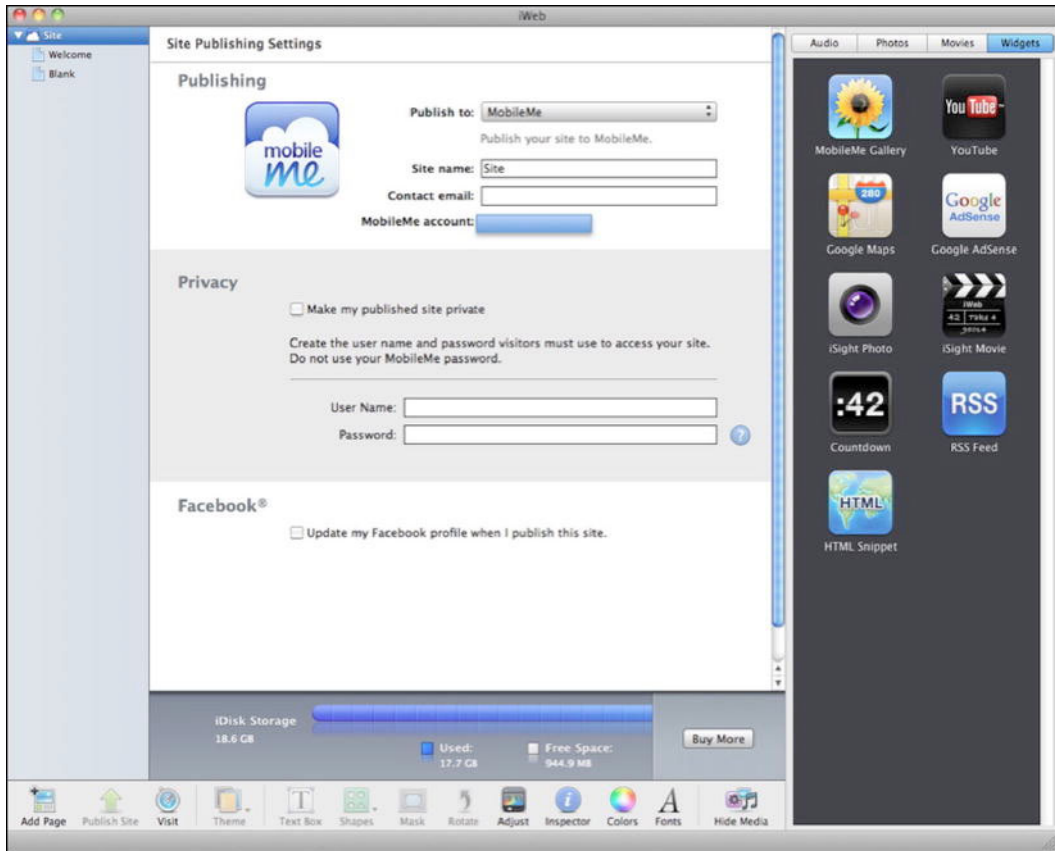 iWeb
Site
Welcome
Blank
Site Publishing Settings
Publishing
mobile
me
Publish to: MobileMe
Publish your site to MobileMe.
Site name: Site
Contact email:
MobileMe account:
Privacy
Make my published site private
Create the user name and password visitors must use to access your site.
Do not use your MobileMe password.
User Name:
Password: ?
Facebook®
Update my Facebook profile when I publish this site.
iDisk Storage
18.6 GB
Used:
17.7 GB
Free Space:
944.9 MB
Buy More
Add Page Publish Site Visit Theme Text Box Shapes Mask Rotate Adjust Inspector Colors Fonts Hide Media
Audio Photos Movies Widgets
You Tube
MobileMe Gallery YouTube
280
Google
AdSense
Google Maps Google AdSense
iWeb
42 Take 4
iSight Photo iSight Movie
:42 RSS
Countdown RSS Feed
HTML
HTML Snippet